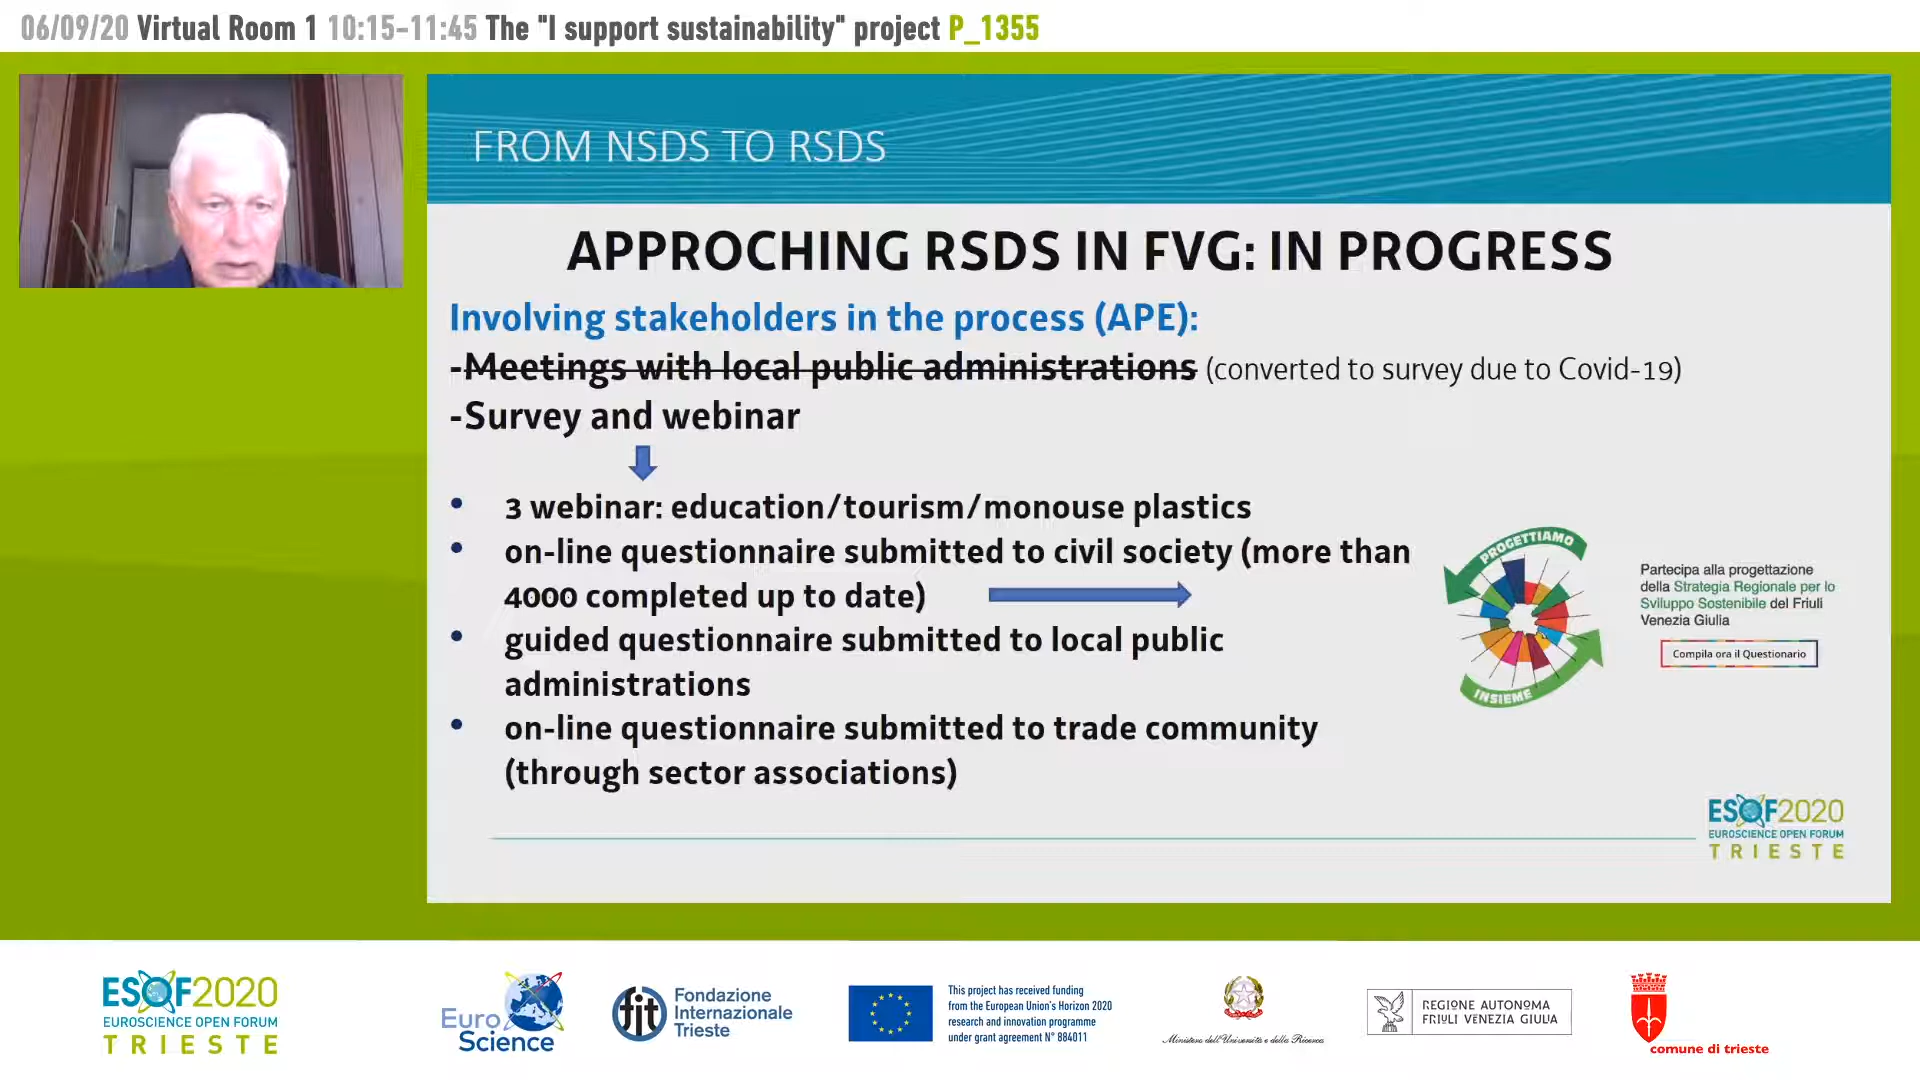 06/09/20 Virtual Room 1 10:15-11:45 The "I support sustainability" project P_1355
FROM NSDS TO RSDS
APPROCHING RSDS IN FVG: IN PROGRESS
Involving stakeholders in the process (APE):
-Meetings with local public administrations (converted to survey due to Covid-19)
-Survey and webinar
• 3 webinar: education/tourism/monouse plastics
• on-line questionnaire submitted to civil society (more than
4000 completed up to date)
• guided questionnaire submitted to local public
administrations
• on-line questionnaire submitted to trade community
(through sector associations)
PROGETTIAMO
INSIEME
Partecipa alla progettazione
della Strategia Regionale per lo
Sviluppo Sostenibile del Friuli
Venezia Giulia
Compila ora il Questionario
ESOF2020
EUROSCIENCE OPEN FORUM
TRIESTE
ESOF2020
EUROSCIENCE OPEN FORUM
TRIESTE
Euro
Science
fit
Fondazione
Internazionale
Trieste
This project has received funding
from the European Union's Horizon 2020
research and innovation programme
under grant agreement N° 884011
Ministero dell'Università e della Ricerca
REGIONE AUTONOMA
FRIULI VENEZIA GIULIA
comune di trieste